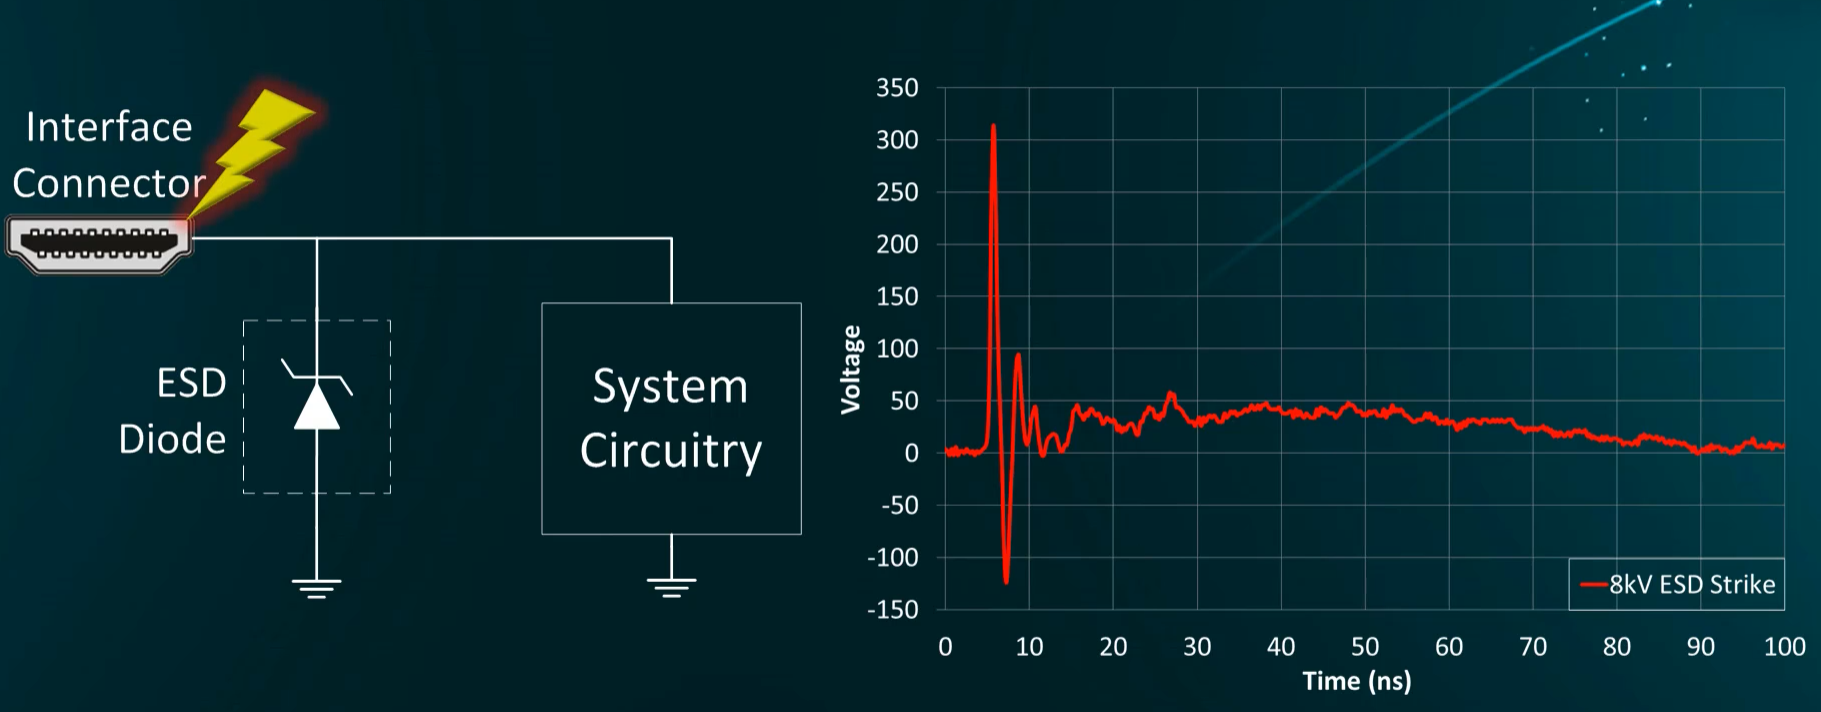 Interface
Connector
ESD
Diode
System
Circuitry
350
300
250
200
150
100
50
0
-50
-100
-150
Voltage
8kV ESD Strike
0 10 20 30 40 50 60 70 80 90 100
Time (ns)